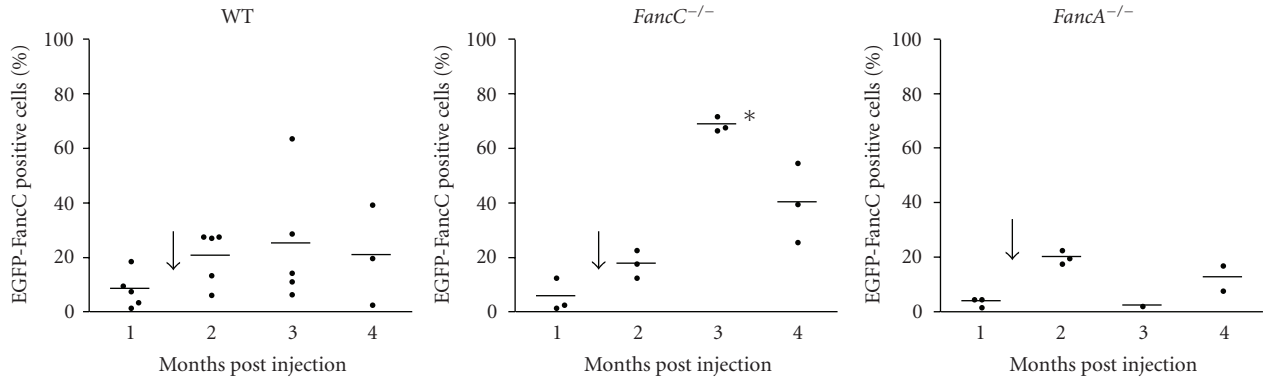 WT
EGFP-FancC positive cells (%)
100
80
60
40
20
0
1 2 3 4
Months post injection
FancC−/−
EGFP-FancC positive cells (%)
100
80
60
40
20
0
*
1 2 3 4
Months post injection
FancA−/−
EGFP-FancC positive cells (%)
100
80
60
40
20
0
1 2 3 4
Months post injection